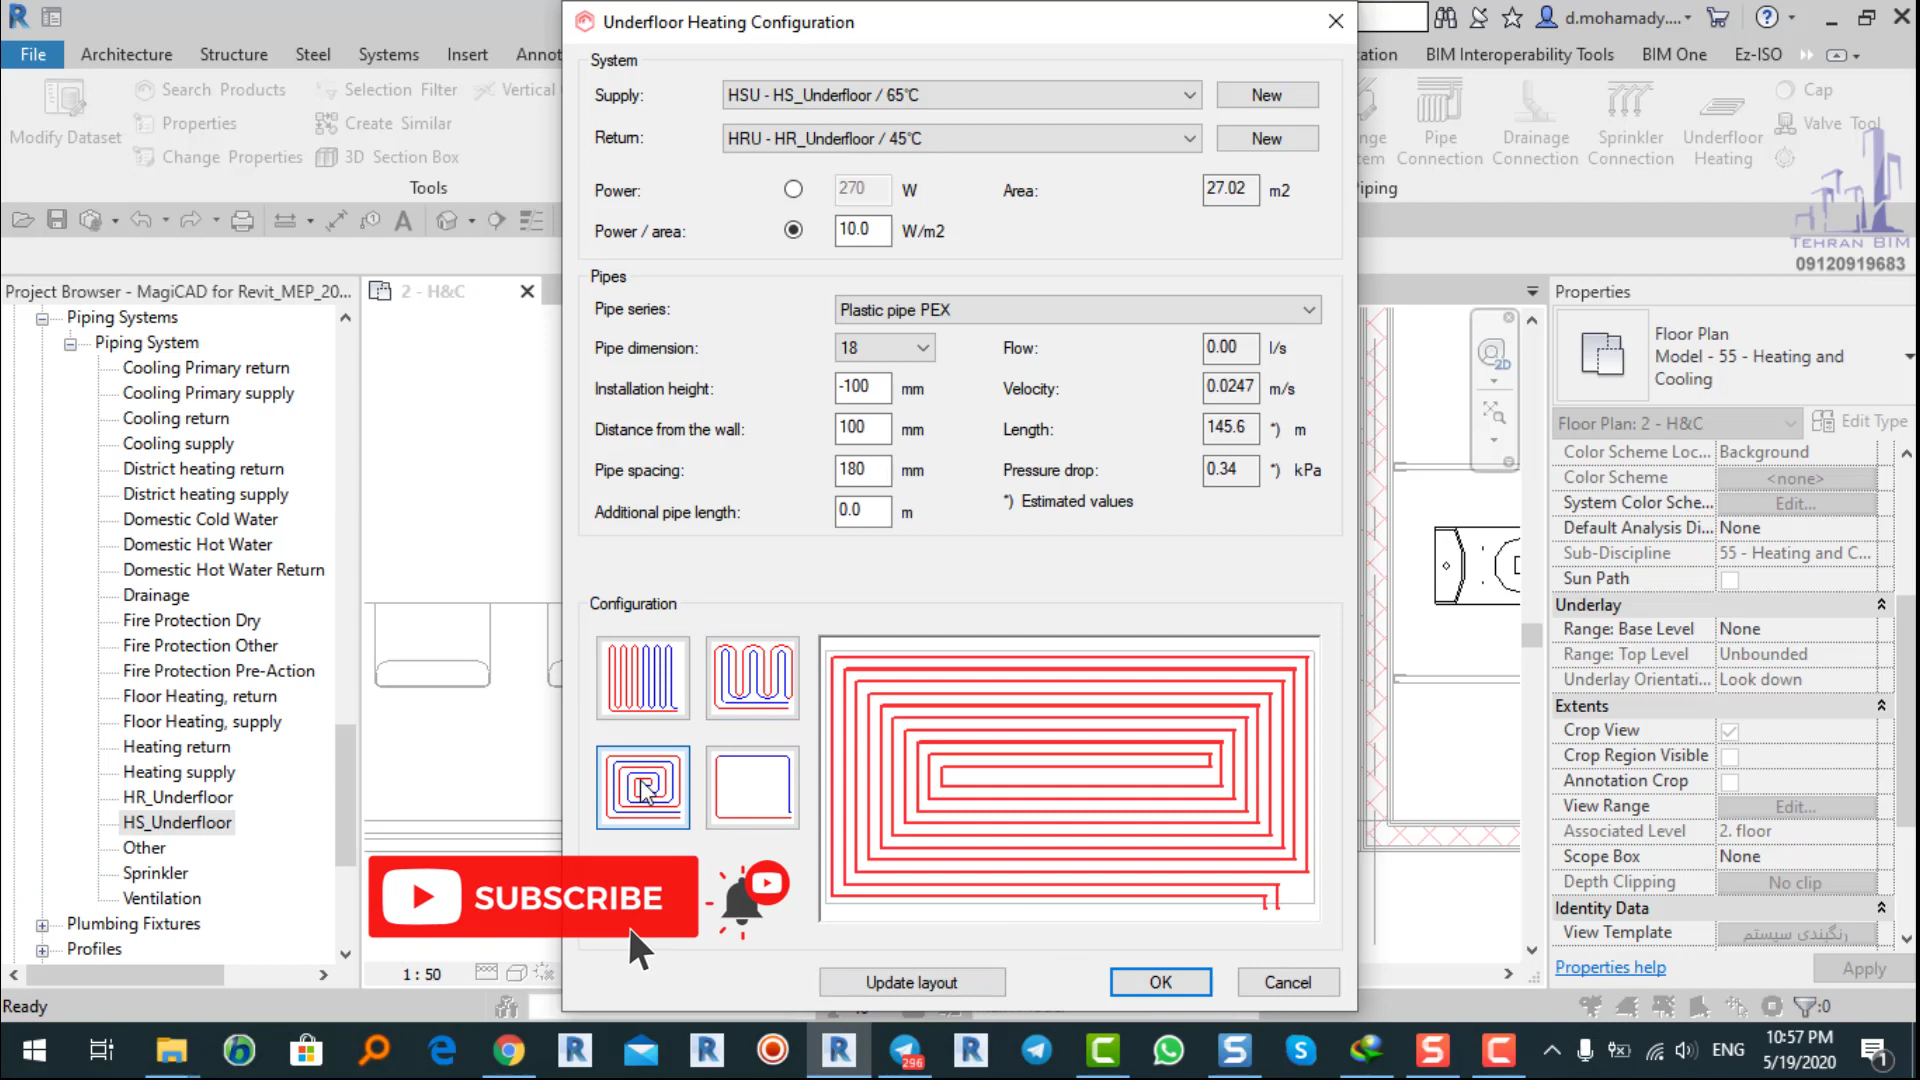 Underfloor Heating Configuration
d.mohamady....
File
Architecture
Structure
Steel
Systems
Insert
Annot
ation
BIM Interoperability Tools
BIM One
Ez-ISO
Modify Dataset
Search Products
Properties
Change Properties
Selection Filter
Create Similar
3D Section Box
Vertical
Tools
Pipe Connection
Drainage Connection
Sprinkler Connection
Underfloor Heating
Cap
Valve Tool
Piping
TEHRAN BIM
09120919683
System
Supply:
HSU - HS_Underfloor / 65°C
New
Return:
HRU - HR_Underfloor / 45°C
New
Power:
270
W
Area:
27.02
m2
Power / area:
10.0
W/m2
Pipes
Pipe series:
Plastic pipe PEX
Pipe dimension:
18
Flow:
0.00
l/s
Installation height:
-100
mm
Velocity:
0.0247
m/s
Distance from the wall:
100
mm
Length:
145.6
*) m
Pipe spacing:
180
mm
Pressure drop:
0.34
*) kPa
*) Estimated values
Additional pipe length:
0.0
m
Configuration
Update layout
OK
Cancel
Project Browser - MagiCAD for Revit_MEP_20...
2 - H&C
Piping Systems
Piping System
Cooling Primary return
Cooling Primary supply
Cooling return
Cooling supply
District heating return
District heating supply
Domestic Cold Water
Domestic Hot Water
Domestic Hot Water Return
Drainage
Fire Protection Dry
Fire Protection Other
Fire Protection Pre-Action
Floor Heating, return
Floor Heating, supply
Heating return
Heating supply
HR_Underfloor
HS_Underfloor
Other
Sprinkler
Ventilation
Plumbing Fixtures
Profiles
SUBSCRIBE
1 : 50
Ready
Properties
Floor Plan
Model - 55 - Heating and
Cooling
Floor Plan: 2 - H&C
Edit Type
Color Scheme Loc...
Background
Color Scheme
<none>
System Color Sche...
Edit...
Default Analysis Di...
None
Sub-Discipline
55 - Heating and C...
Sun Path
Underlay
Range: Base Level
None
Range: Top Level
Unbounded
Underlay Orientati...
Look down
Extents
Crop View
Crop Region Visible
Annotation Crop
View Range
Edit...
Associated Level
2. floor
Scope Box
None
Depth Clipping
No clip
Identity Data
View Template
رنگبندی سیستم
Properties help
Apply
:0
2D
296
ENG
10:57 PM
5/19/2020
1